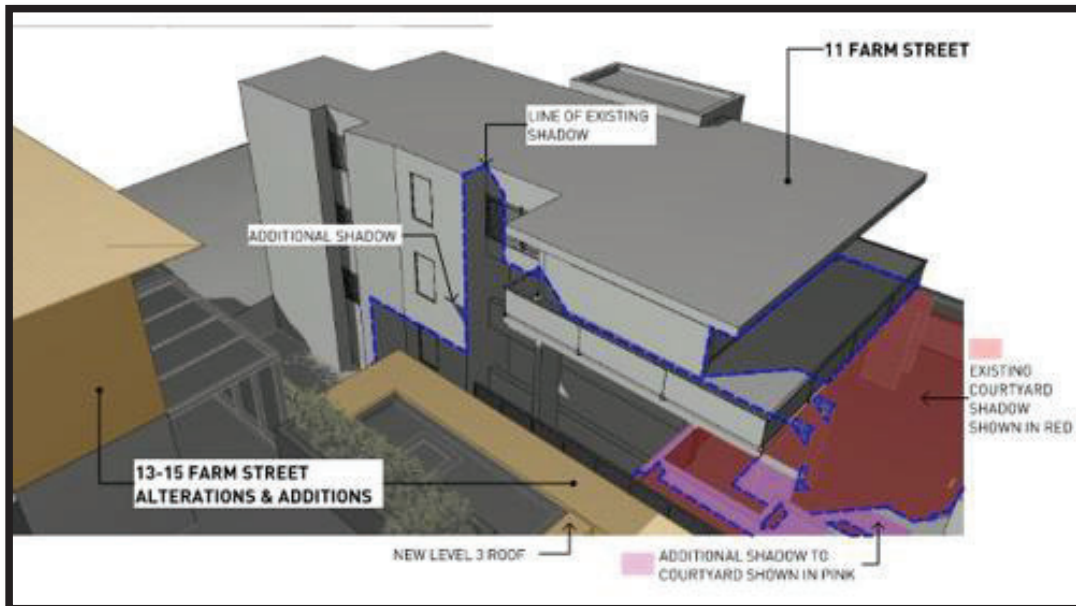 11 FARM STREET
LINE OF EXISTING
SHADOW
ADDITIONAL SHADOW
EXISTING
COURTYARD
SHADOW
SHOWN IN RED
13-15 FARM STREET
ALTERATIONS & ADDITIONS
NEW LEVEL 3 ROOF
ADDITIONAL SHADOW TO
COURTYARD SHOWN IN PINK